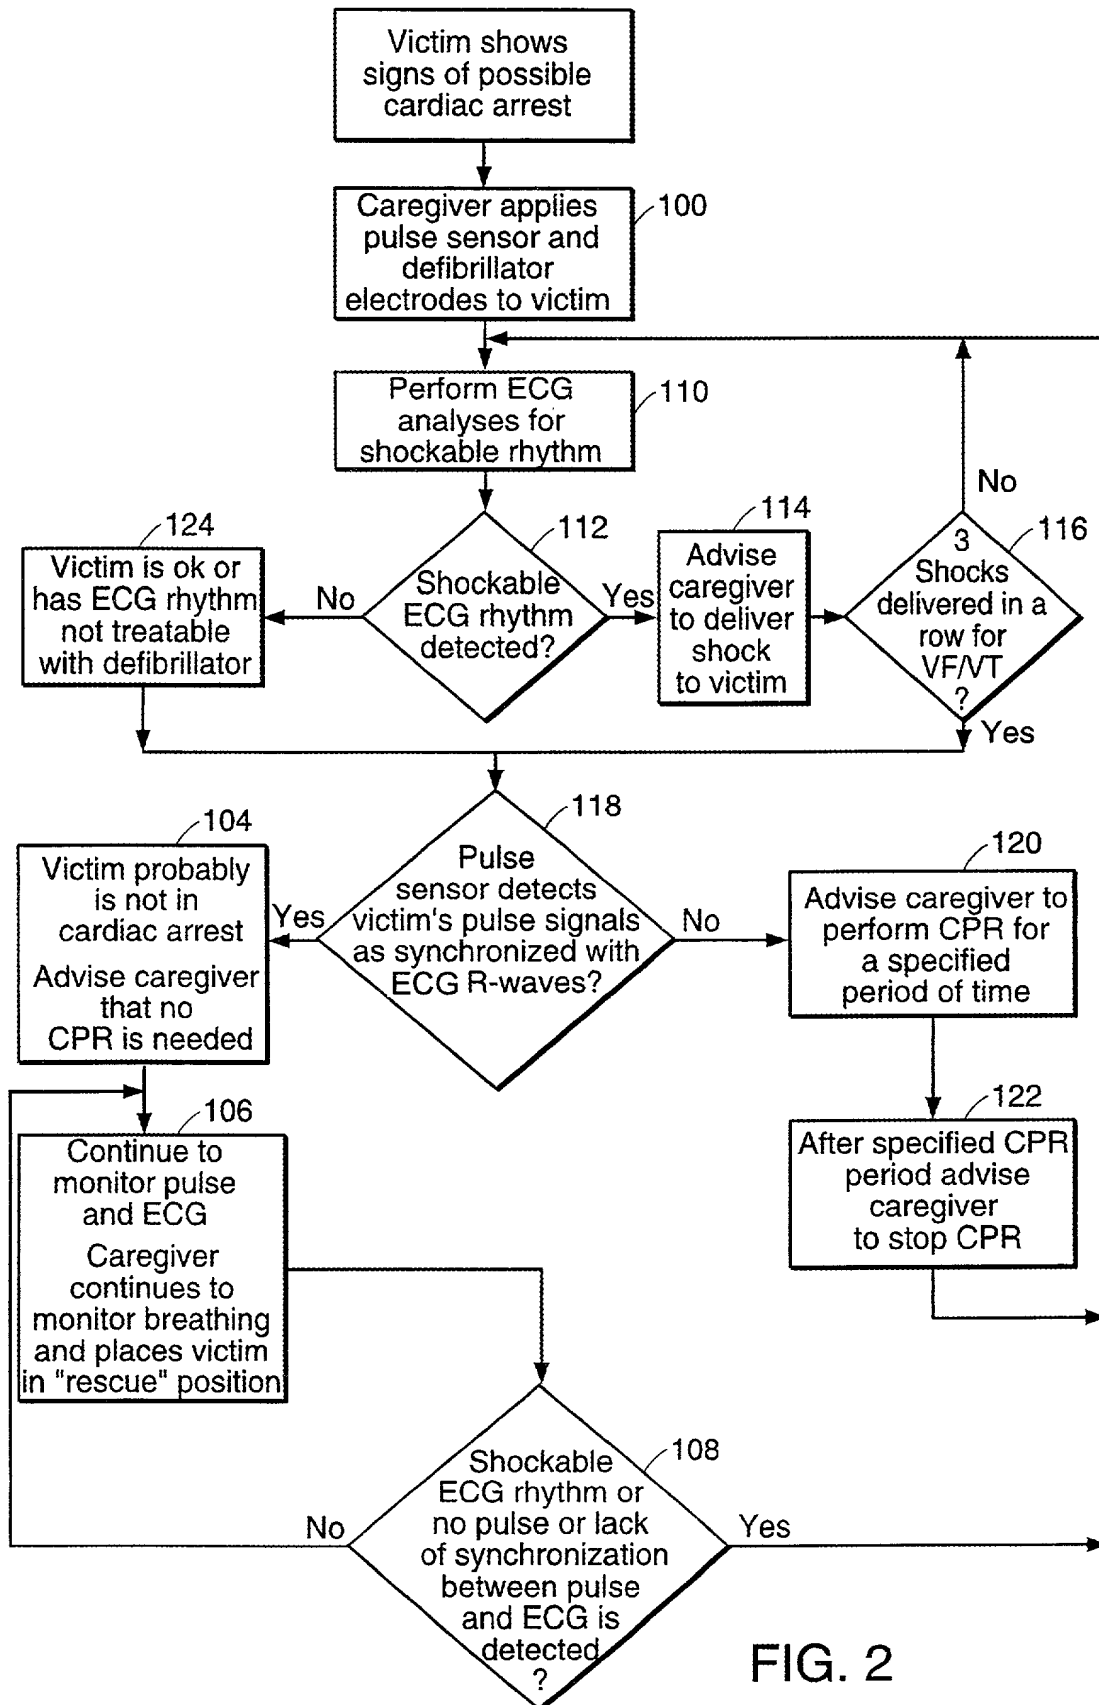 Victim shows
signs of possible
cardiac arrest
Caregiver applies
pulse sensor and
defibrillator
electrodes to victim
100
Perform ECG
analyses for
shockable rhythm
110
No
124
Victim is ok or
has ECG rhythm
not treatable
with defibrillator
No
Shockable
ECG rhythm
detected?
112
Yes
114
Advise
caregiver
to deliver
shock
to victim
3
Shocks
delivered in a
row for
VF/VT
?
116
Yes
104
Victim probably
is not in
cardiac arrest
Advise caregiver
that no
CPR is needed
Yes
Pulse
sensor detects
victim's pulse signals
as synchronized with
ECG R-waves?
118
No
120
Advise caregiver to
perform CPR for
a specified
period of time
122
After specified CPR
period advise
caregiver
to stop CPR
106
Continue to
monitor pulse
and ECG
Caregiver
continues to
monitor breathing
and places victim
in "rescue" position
No
Shockable
ECG rhythm or
no pulse or lack
of synchronization
between pulse
and ECG is
detected
?
108
Yes
FIG. 2